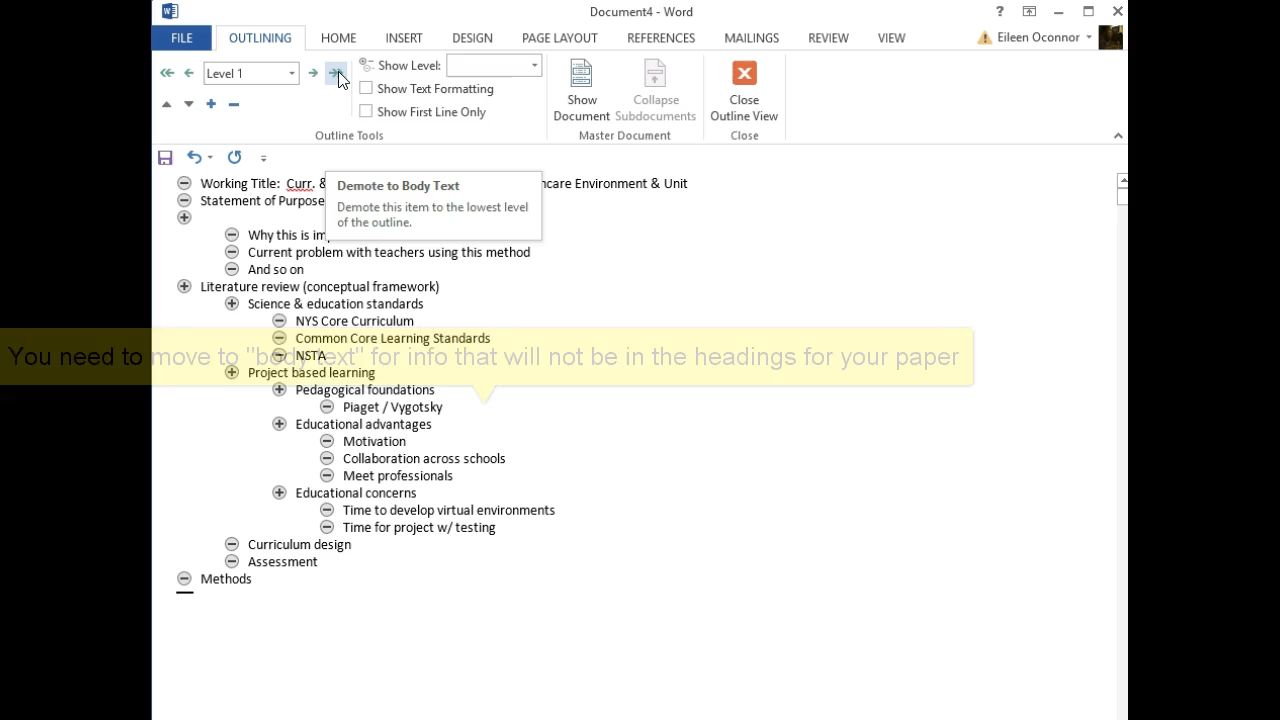 Document4 - Word
?
FILE OUTLINING HOME INSERT DESIGN PAGE LAYOUT REFERENCES MAILINGS REVIEW VIEW Eileen Oconnor
Level 1
Show Level:
Show Text Formatting
Show First Line Only
Show Document
Collapse Subdocuments
Close Outline View
Outline Tools Master Document Close
Working Title: Curr. & care Environment & Unit
Statement of Purpose
Demote to Body Text
Demote this item to the lowest level
of the outline.
Why this is im
Current problem with teachers using this method
And so on
Literature review (conceptual framework)
Science & education standards
NYS Core Curriculum
Common Core Learning Standards
NSTA
You need to move to "body text" for info that will not be in the headings for your paper
Project based learning
Pedagogical foundations
Piaget / Vygotsky
Educational advantages
Motivation
Collaboration across schools
Meet professionals
Educational concerns
Time to develop virtual environments
Time for project w/ testing
Curriculum design
Assessment
Methods